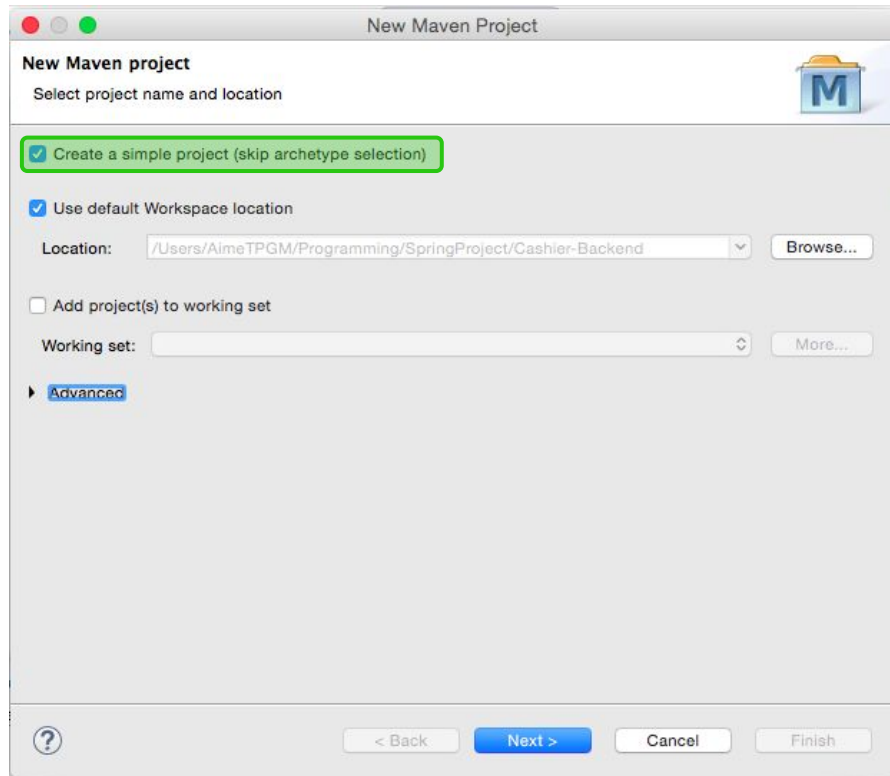 New Maven Project
New Maven project
Select project name and location
M
Create a simple project (skip archetype selection)
Use default Workspace location
Location: /Users/AimeTPGM/Programming/SpringProject/Cashier-Backend Browse...
Add project(s) to working set
Working set: More...
Advanced
? < Back Next > Cancel Finish